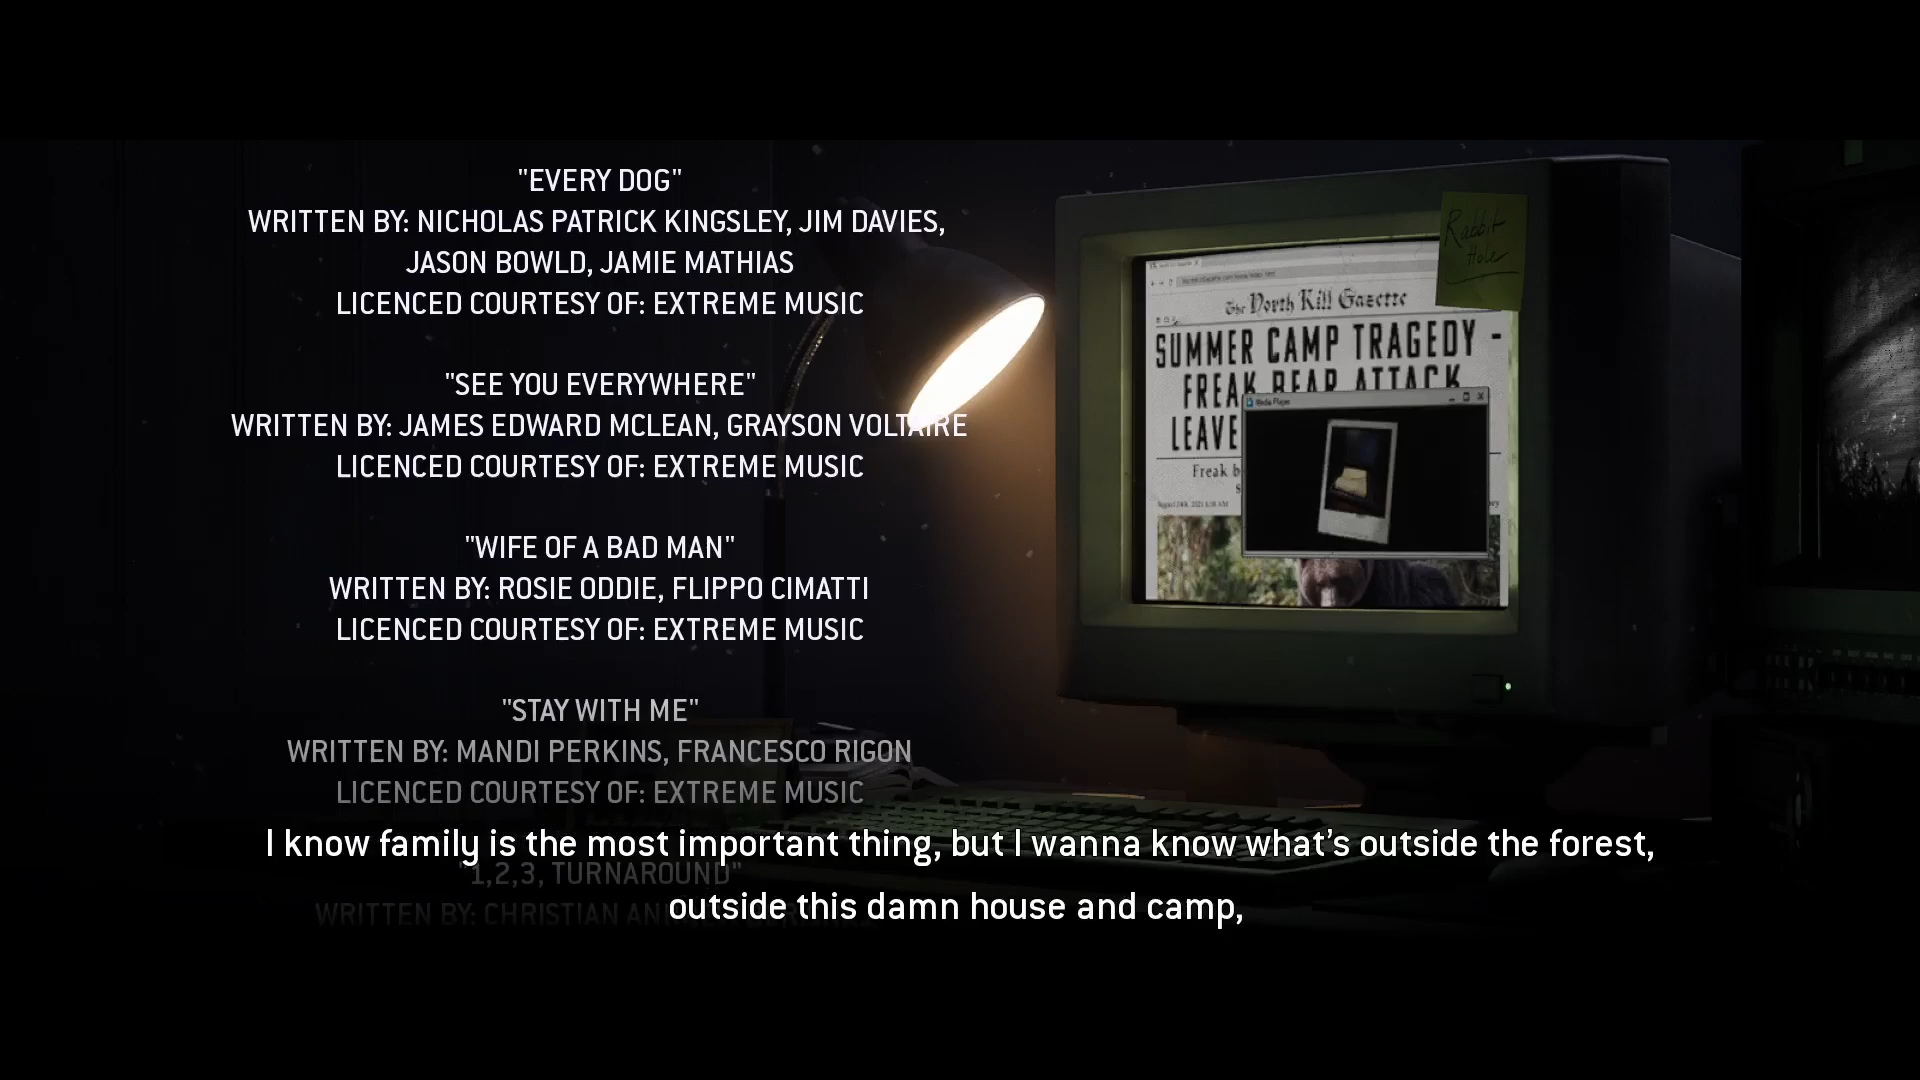 "EVERY DOG"
WRITTEN BY: NICHOLAS PATRICK KINGSLEY, JIM DAVIES,
JASON BOWLD, JAMIE MATHIAS
LICENCED COURTESY OF: EXTREME MUSIC
"SEE YOU EVERYWHERE"
WRITTEN BY: JAMES EDWARD MCLEAN, GRAYSON VOLTAIRE
LICENCED COURTESY OF: EXTREME MUSIC
"WIFE OF A BAD MAN"
WRITTEN BY: ROSIE ODDIE, FLIPPO CIMATTI
LICENCED COURTESY OF: EXTREME MUSIC
"STAY WITH ME"
WRITTEN BY: MANDI PERKINS, FRANCESCO RIGON
LICENCED COURTESY OF: EXTREME MUSIC
"1,2,3, TURNAROUND"
WRITTEN BY: CHRISTIAN
I know family is the most important thing, but I wanna know what's outside the forest,
outside this damn house and camp,
Rabbit
Hole
The North Kill Gazette
SUMMER CAMP TRAGEDY -
FREAK BEAR ATTACK
LEAVE
Media Player
Freak b